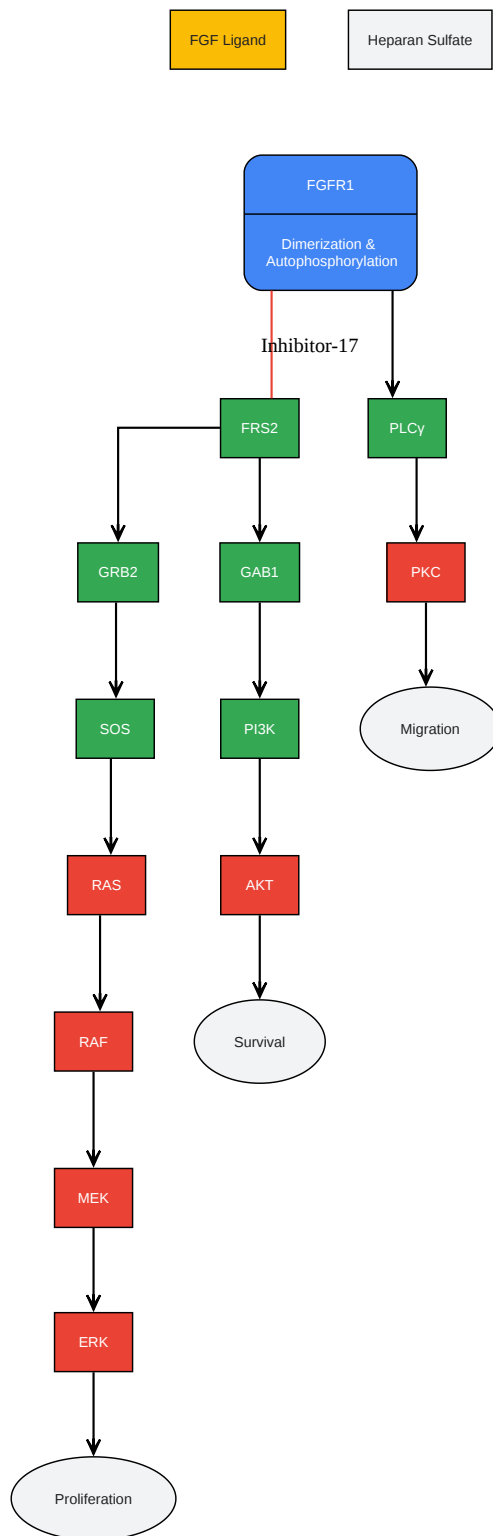 FGF Ligand
Heparan Sulfate
FGFR1
Dimerization &
Autophosphorylation
Inhibitor-17
FRS2
PLCγ
GRB2
GAB1
PKC
SOS
PI3K
Migration
RAS
AKT
RAF
Survival
MEK
ERK
Proliferation